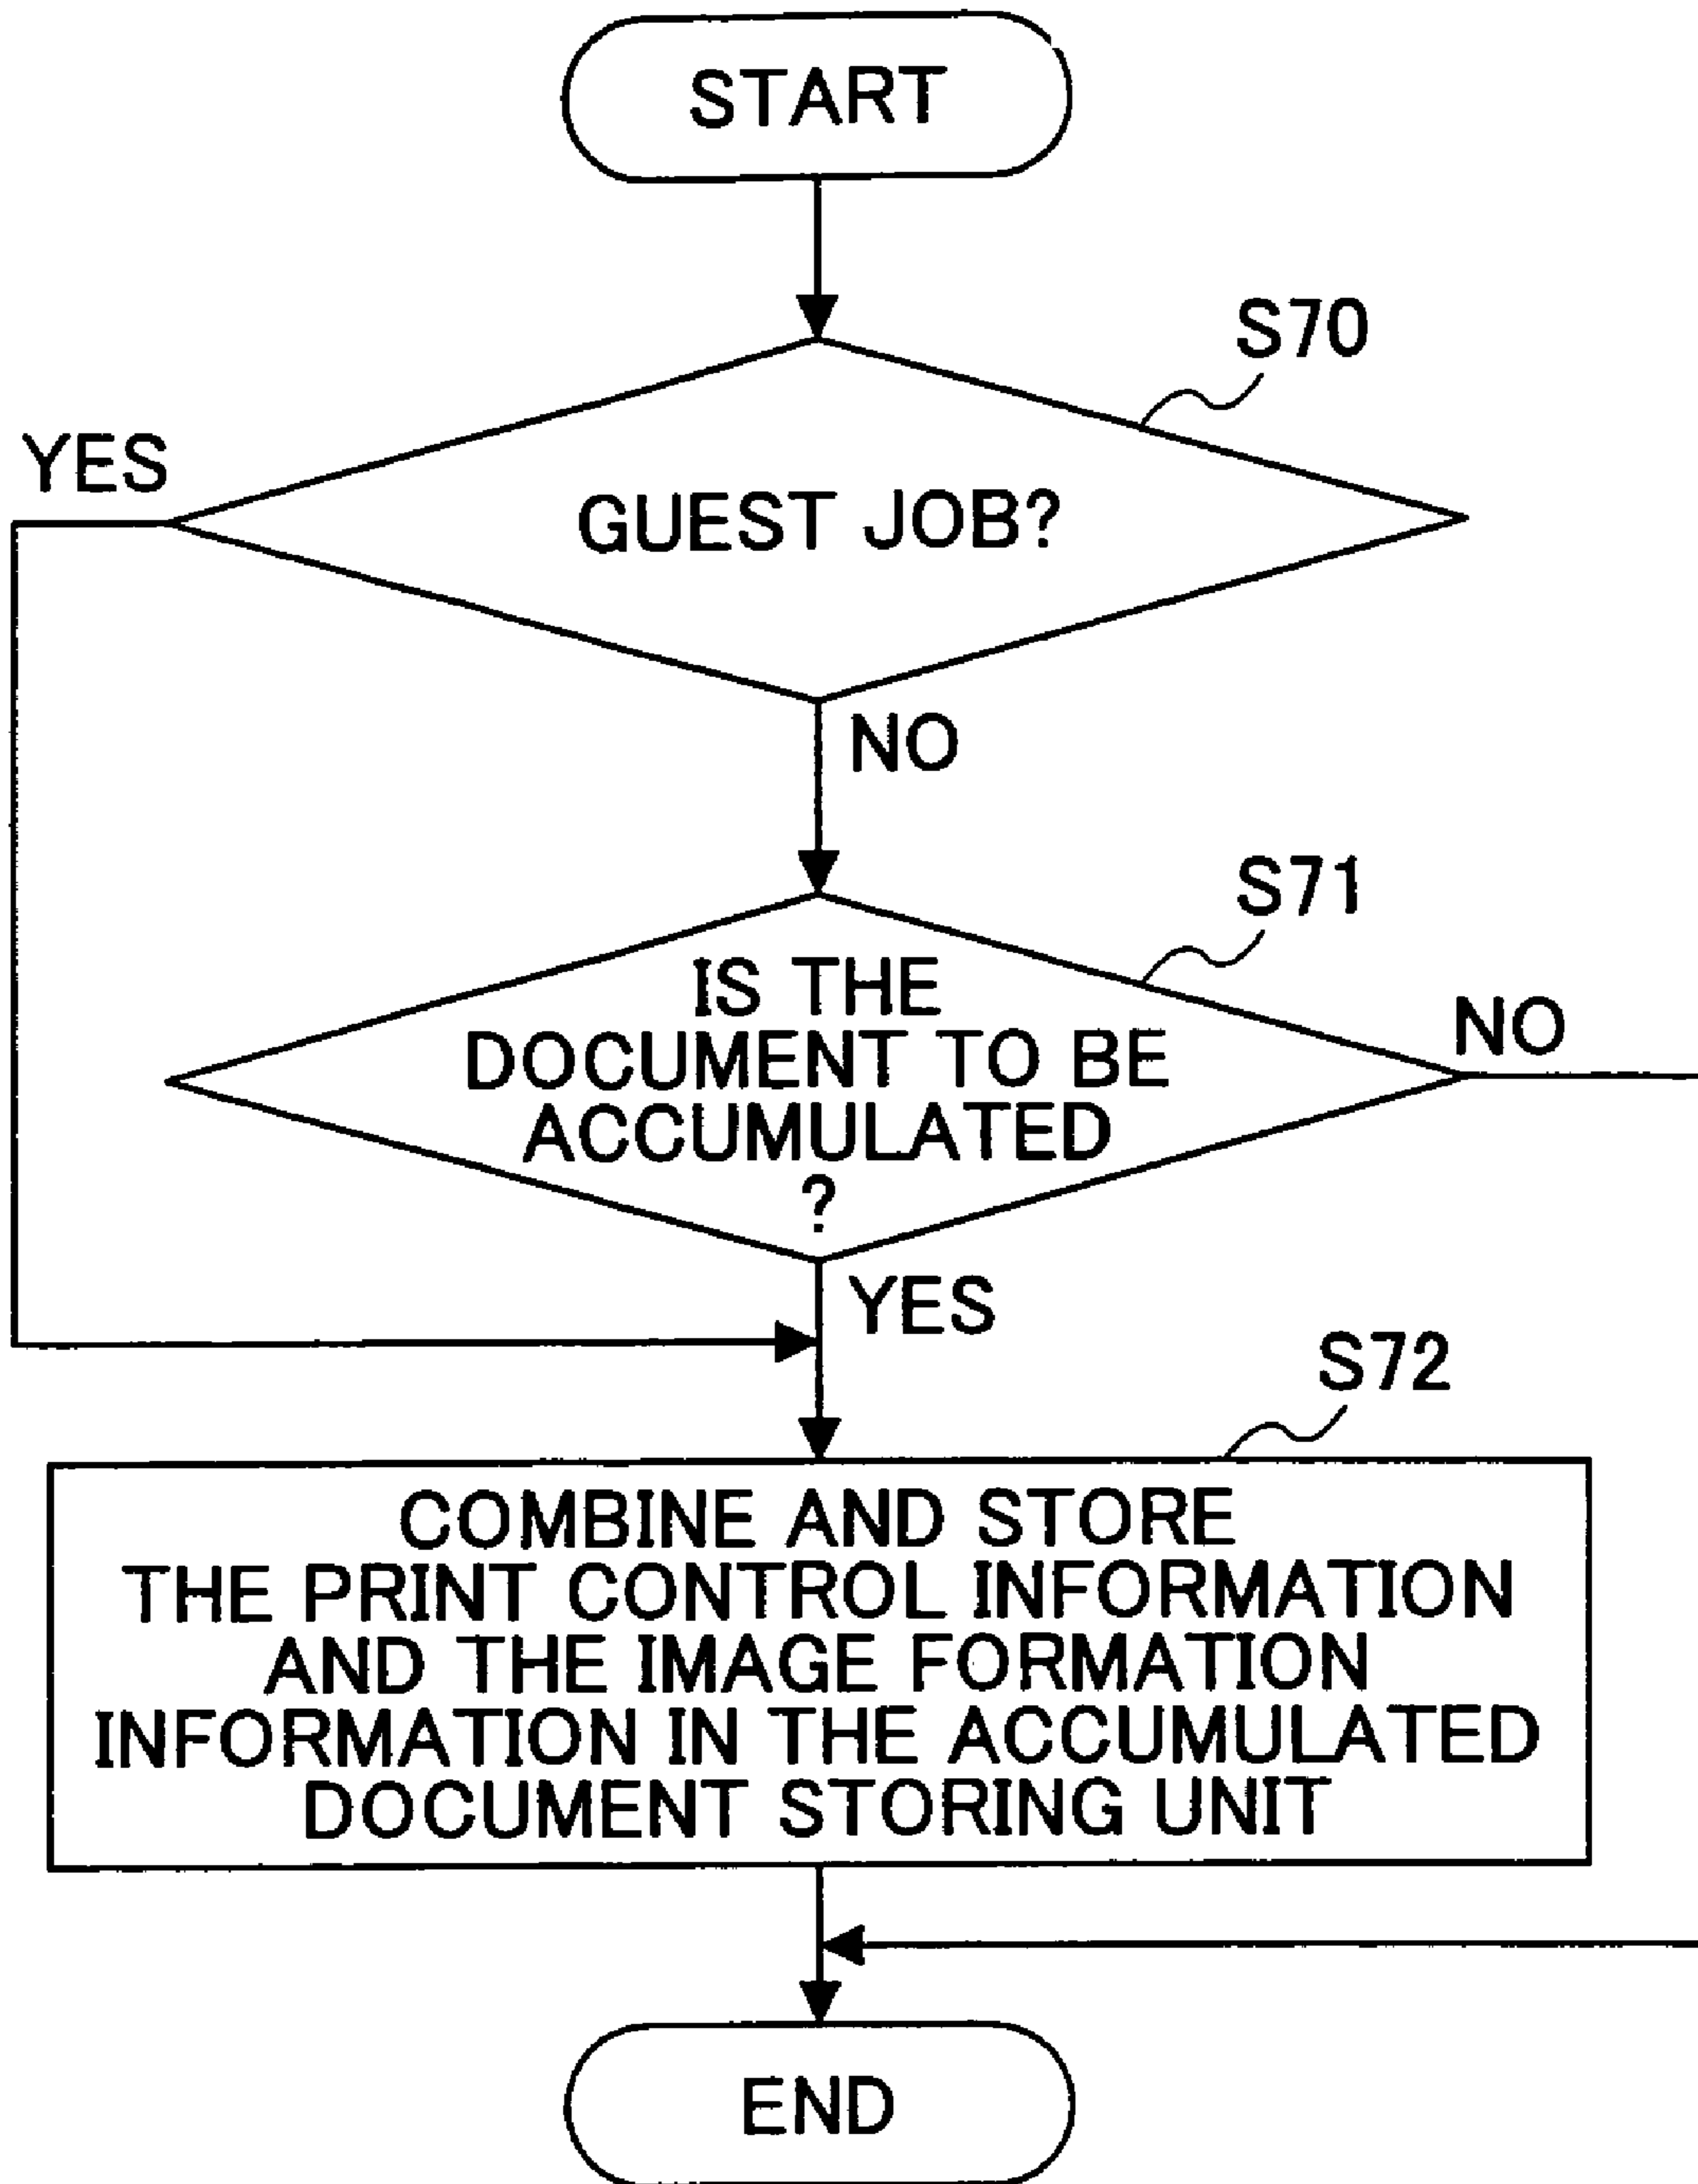 START
S70
YES
GUEST JOB?
NO
S71
IS THE
DOCUMENT TO BE
ACCUMULATED
?
NO
YES
S72
COMBINE AND STORE
THE PRINT CONTROL INFORMATION
AND THE IMAGE FORMATION
INFORMATION IN THE ACCUMULATED
DOCUMENT STORING UNIT
END